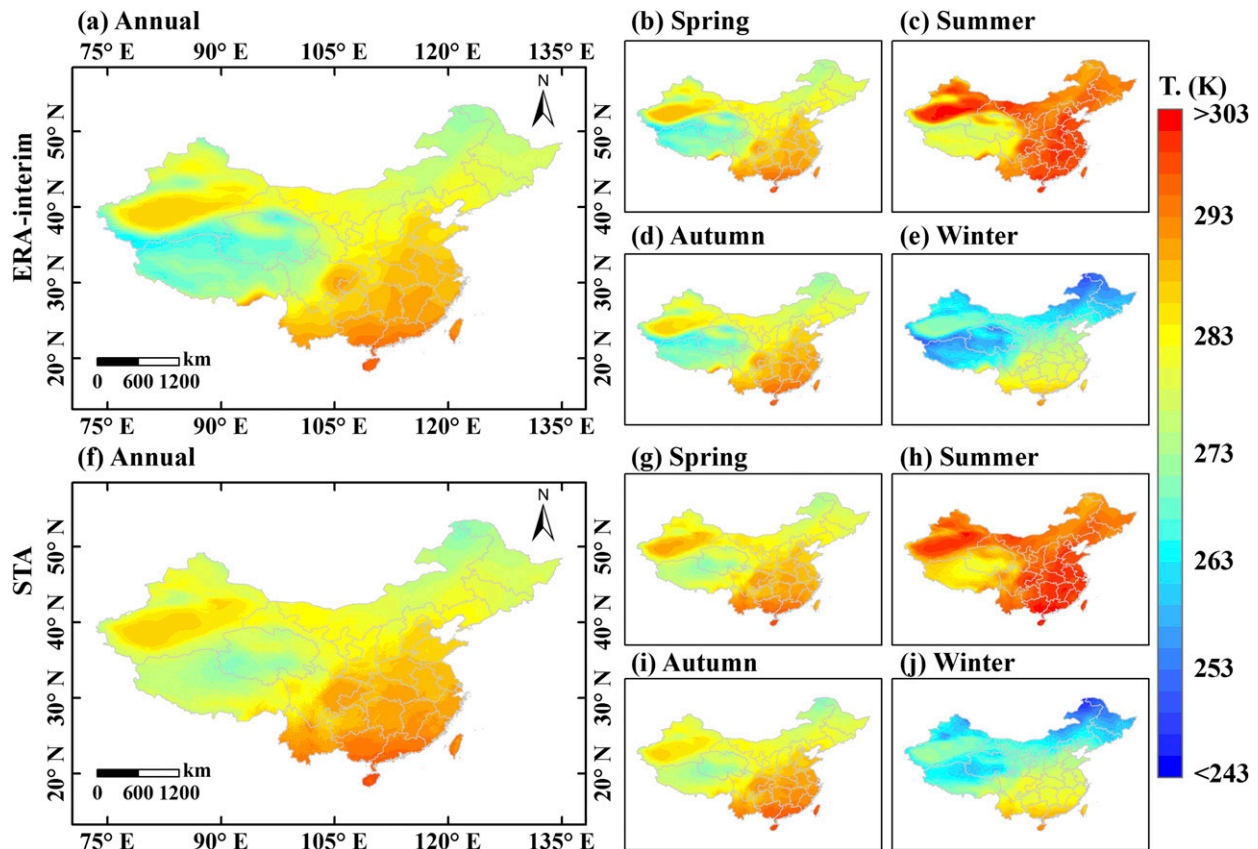 (a) Annual
75° E 90° E 105° E 120° E 135° E
ERA-interim
50° N
40° N
30° N
20° N
N
km
0 600 1200
50° N
40° N
30° N
20° N
75° E 90° E 105° E 120° E 135° E
(b) Spring
(c) Summer
(d) Autumn
(e) Winter
(f) Annual
STA
50° N
40° N
30° N
20° N
N
km
0 600 1200
50° N
40° N
30° N
20° N
75° E 90° E 105° E 120° E 135° E
(g) Spring
(h) Summer
(i) Autumn
(j) Winter
T. (K)
>303
293
283
273
263
253
<243